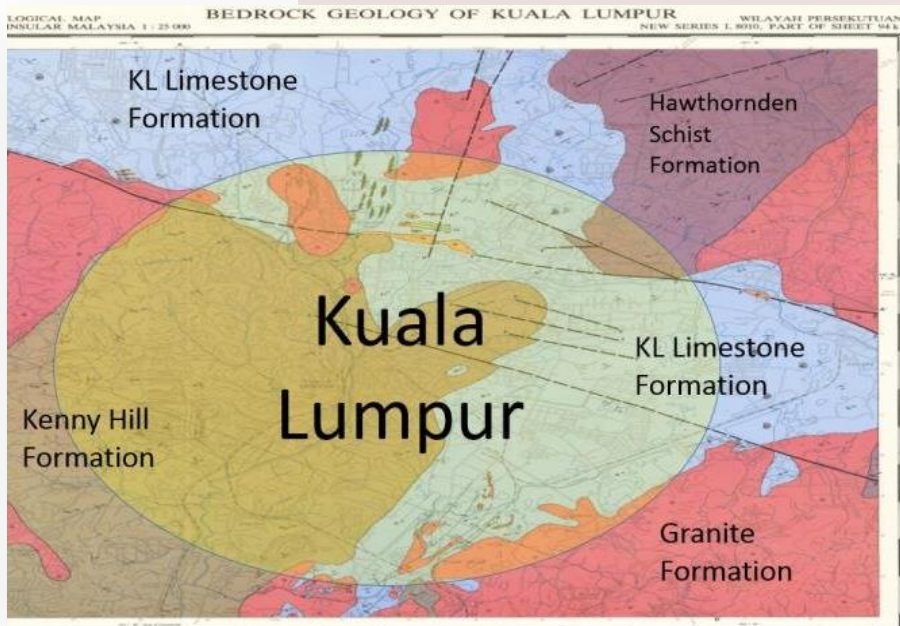 LOGICAL MAP
INSULAR MALAYSIA 1 : 25 000
BEDROCK GEOLOGY OF KUALA LUMPUR
WILAYAH PERSEKUTUAN
NEW SERIES L 8010, PART OF SHEET 94 k
KL Limestone
Formation
Hawthornden
Schist
Formation
Kuala
Lumpur
KL Limestone
Formation
Kenny Hill
Formation
Granite
Formation